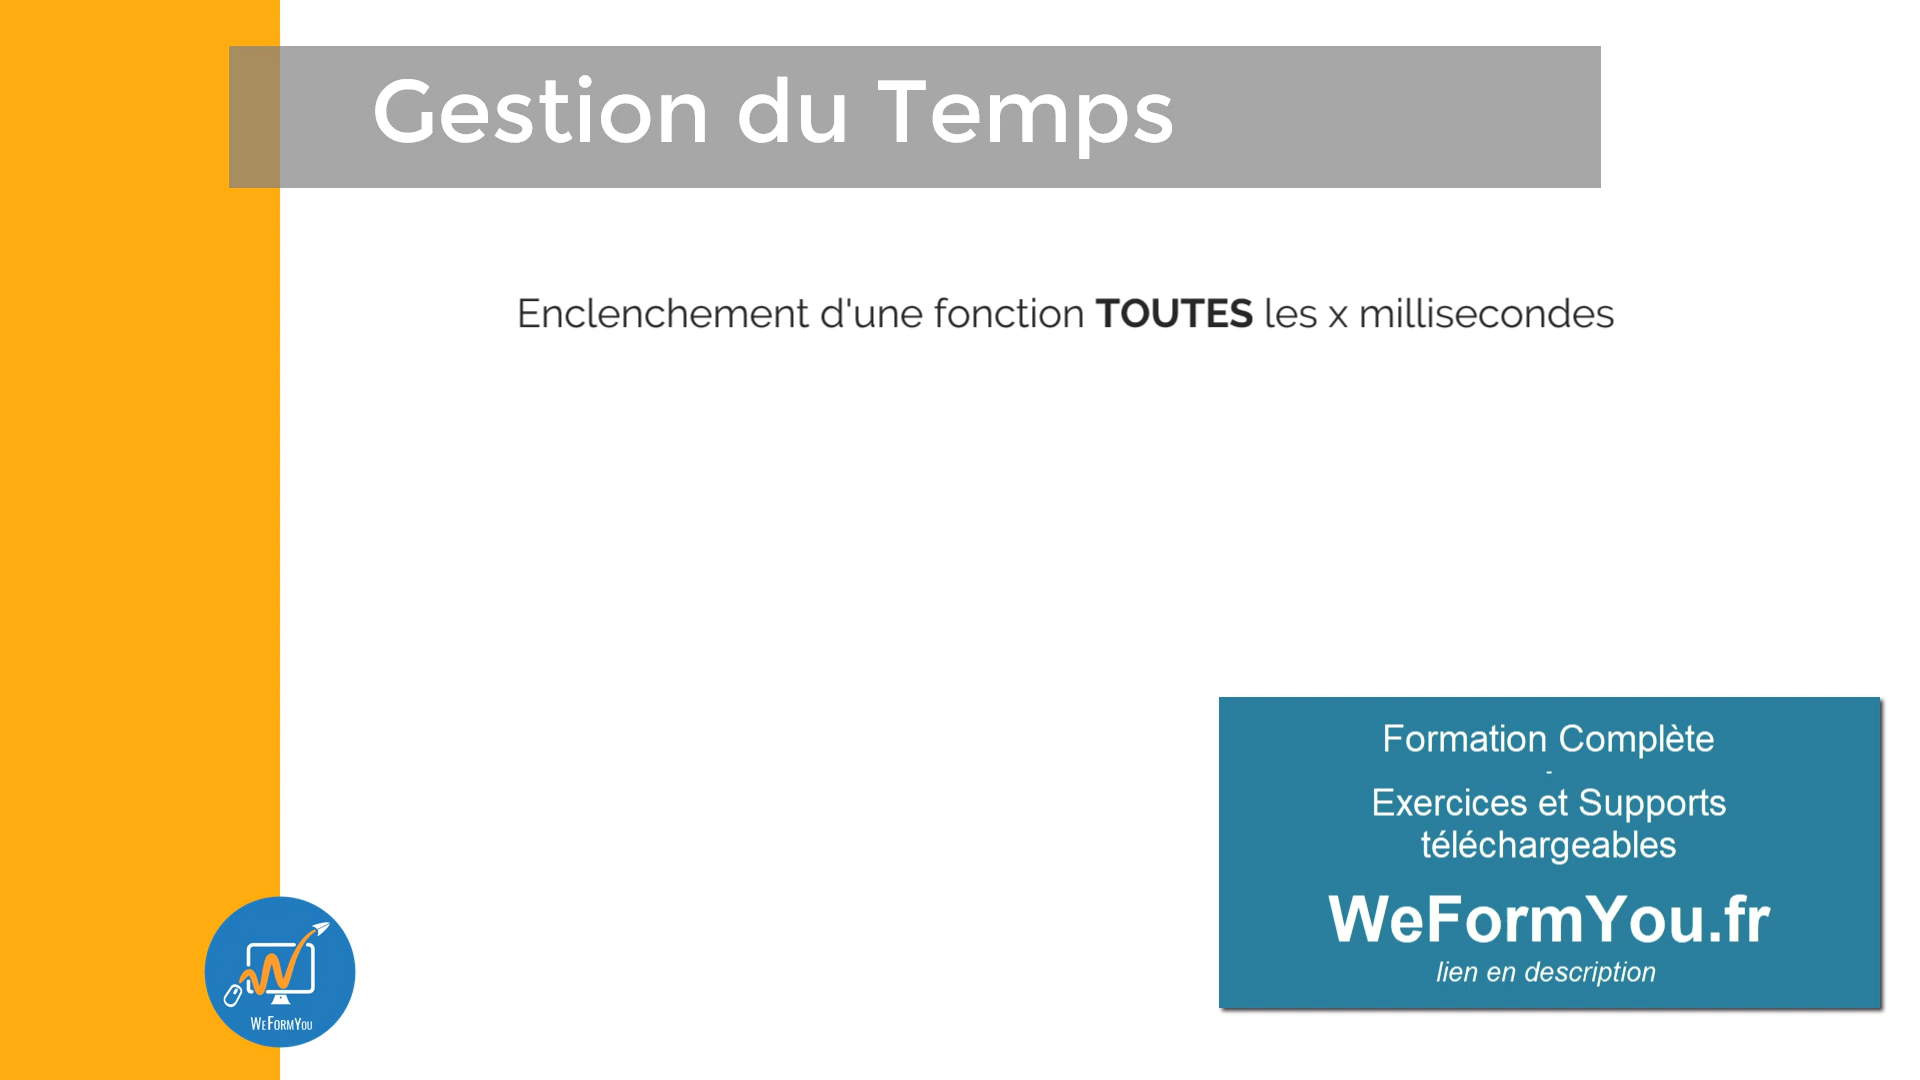 Gestion du Temps
Enclenchement d'une fonction TOUTES les x millisecondes
Formation Complète
-
Exercices et Supports
téléchargeables
WeFormYou.fr
lien en description
WeFormYou